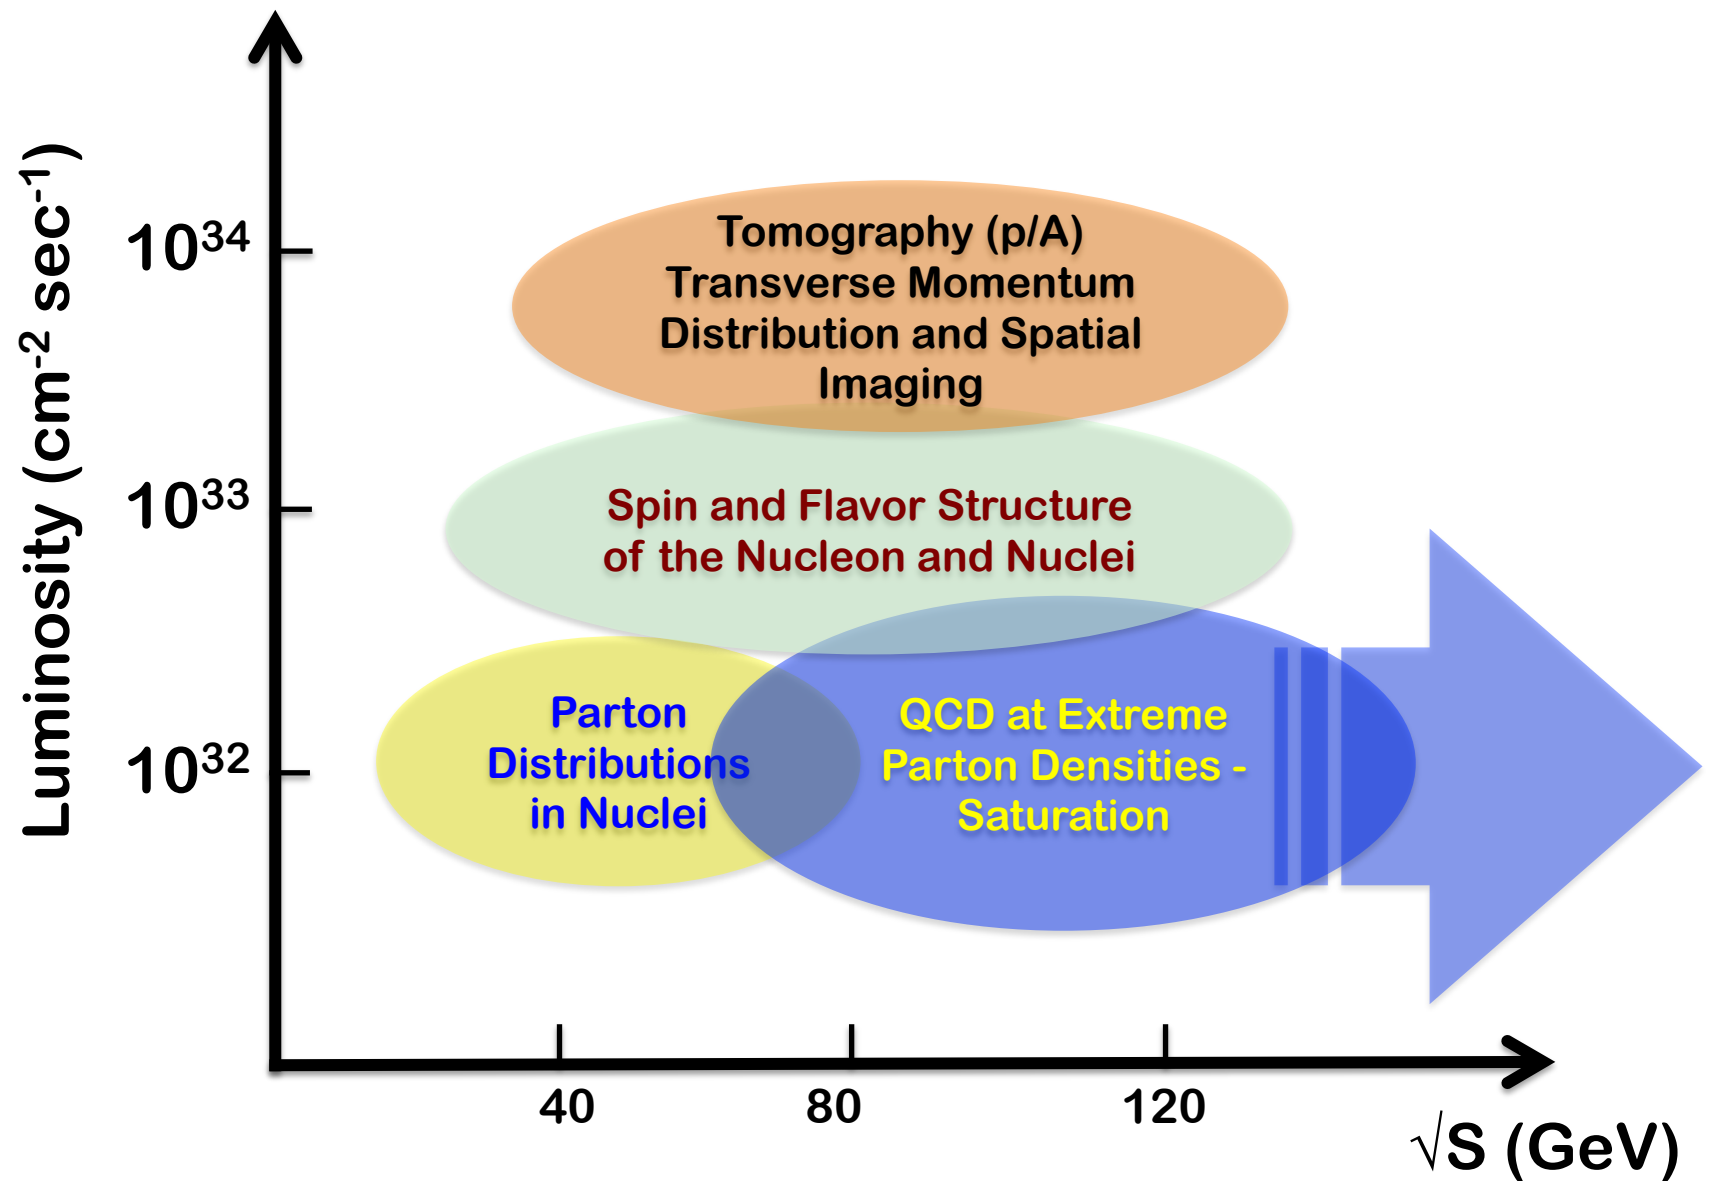 Luminosity (cm⁻² sec⁻¹)
10³⁴
10³³
10³²
Tomography (p/A)
Transverse Momentum
Distribution and Spatial
Imaging
Spin and Flavor Structure
of the Nucleon and Nuclei
Parton
Distributions
in Nuclei
QCD at Extreme
Parton Densities -
Saturation
40
80
120
√S (GeV)